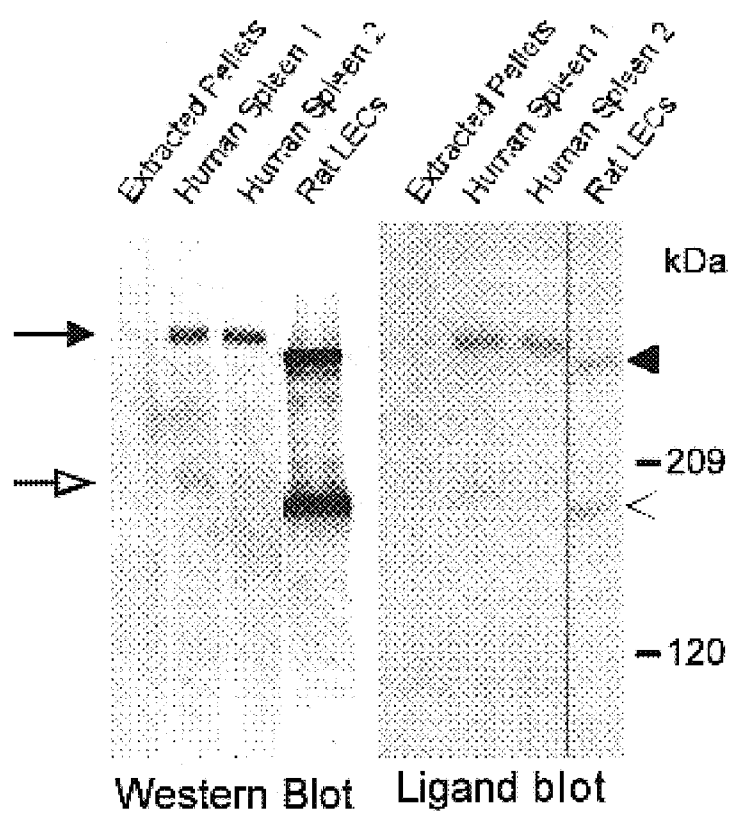 Extracted Pellets
Human Spleen 1
Human Spleen 2
Rat LECs
Extracted Pellets
Human Spleen 1
Human Spleen 2
Rat LECs
kDa
209
120
Western Blot
Ligand blot